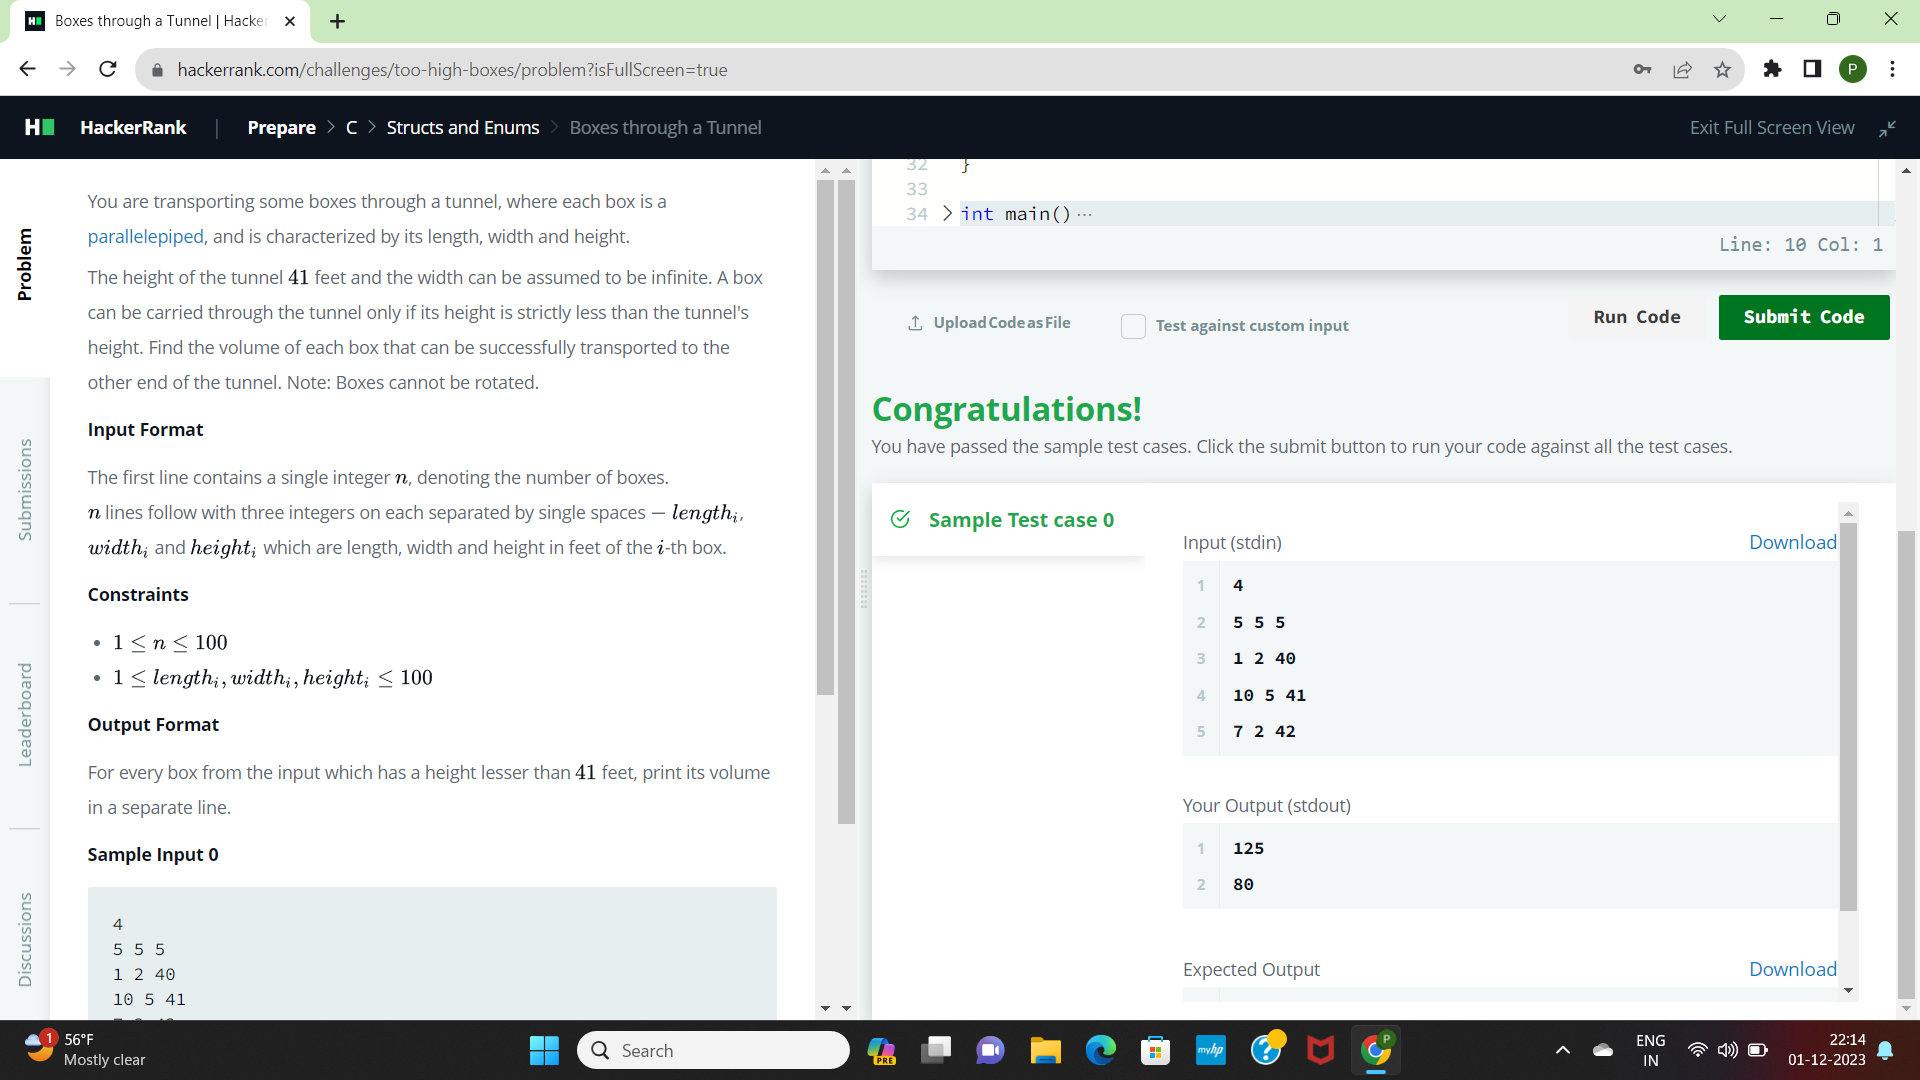 Boxes through a Tunnel | Hacker
hackerrank.com/challenges/too-high-boxes/problem?isFullScreen=true
P
H
HackerRank
Prepare > C > Structs and Enums > Boxes through a Tunnel
Exit Full Screen View
Problem
Submissions
Leaderboard
Discussions
You are transporting some boxes through a tunnel, where each box is a
parallelepiped, and is characterized by its length, width and height.
The height of the tunnel 41 feet and the width can be assumed to be infinite. A box
can be carried through the tunnel only if its height is strictly less than the tunnel's
height. Find the volume of each box that can be successfully transported to the
other end of the tunnel. Note: Boxes cannot be rotated.
Input Format
The first line contains a single integer n, denoting the number of boxes.
n lines follow with three integers on each separated by single spaces – length_i,
width_i and height_i which are length, width and height in feet of the i-th box.
Constraints
• 1 ≤ n ≤ 100
• 1 ≤ length_i, width_i, height_i ≤ 100
Output Format
For every box from the input which has a height lesser than 41 feet, print its volume
in a separate line.
Sample Input 0
4
5 5 5
1 2 40
10 5 41
32 }
33
34 > int main() ...
Line: 10 Col: 1
Upload Code as File
Test against custom input
Run Code
Submit Code
Congratulations!
You have passed the sample test cases. Click the submit button to run your code against all the test cases.
Sample Test case 0
Input (stdin)
Download
1 4
2 5 5 5
3 1 2 40
4 10 5 41
5 7 2 42
Your Output (stdout)
1 125
2 80
Expected Output
Download
1
56°F
Mostly clear
Search
PRE
myhp
P
ENG
IN
22:14
01-12-2023